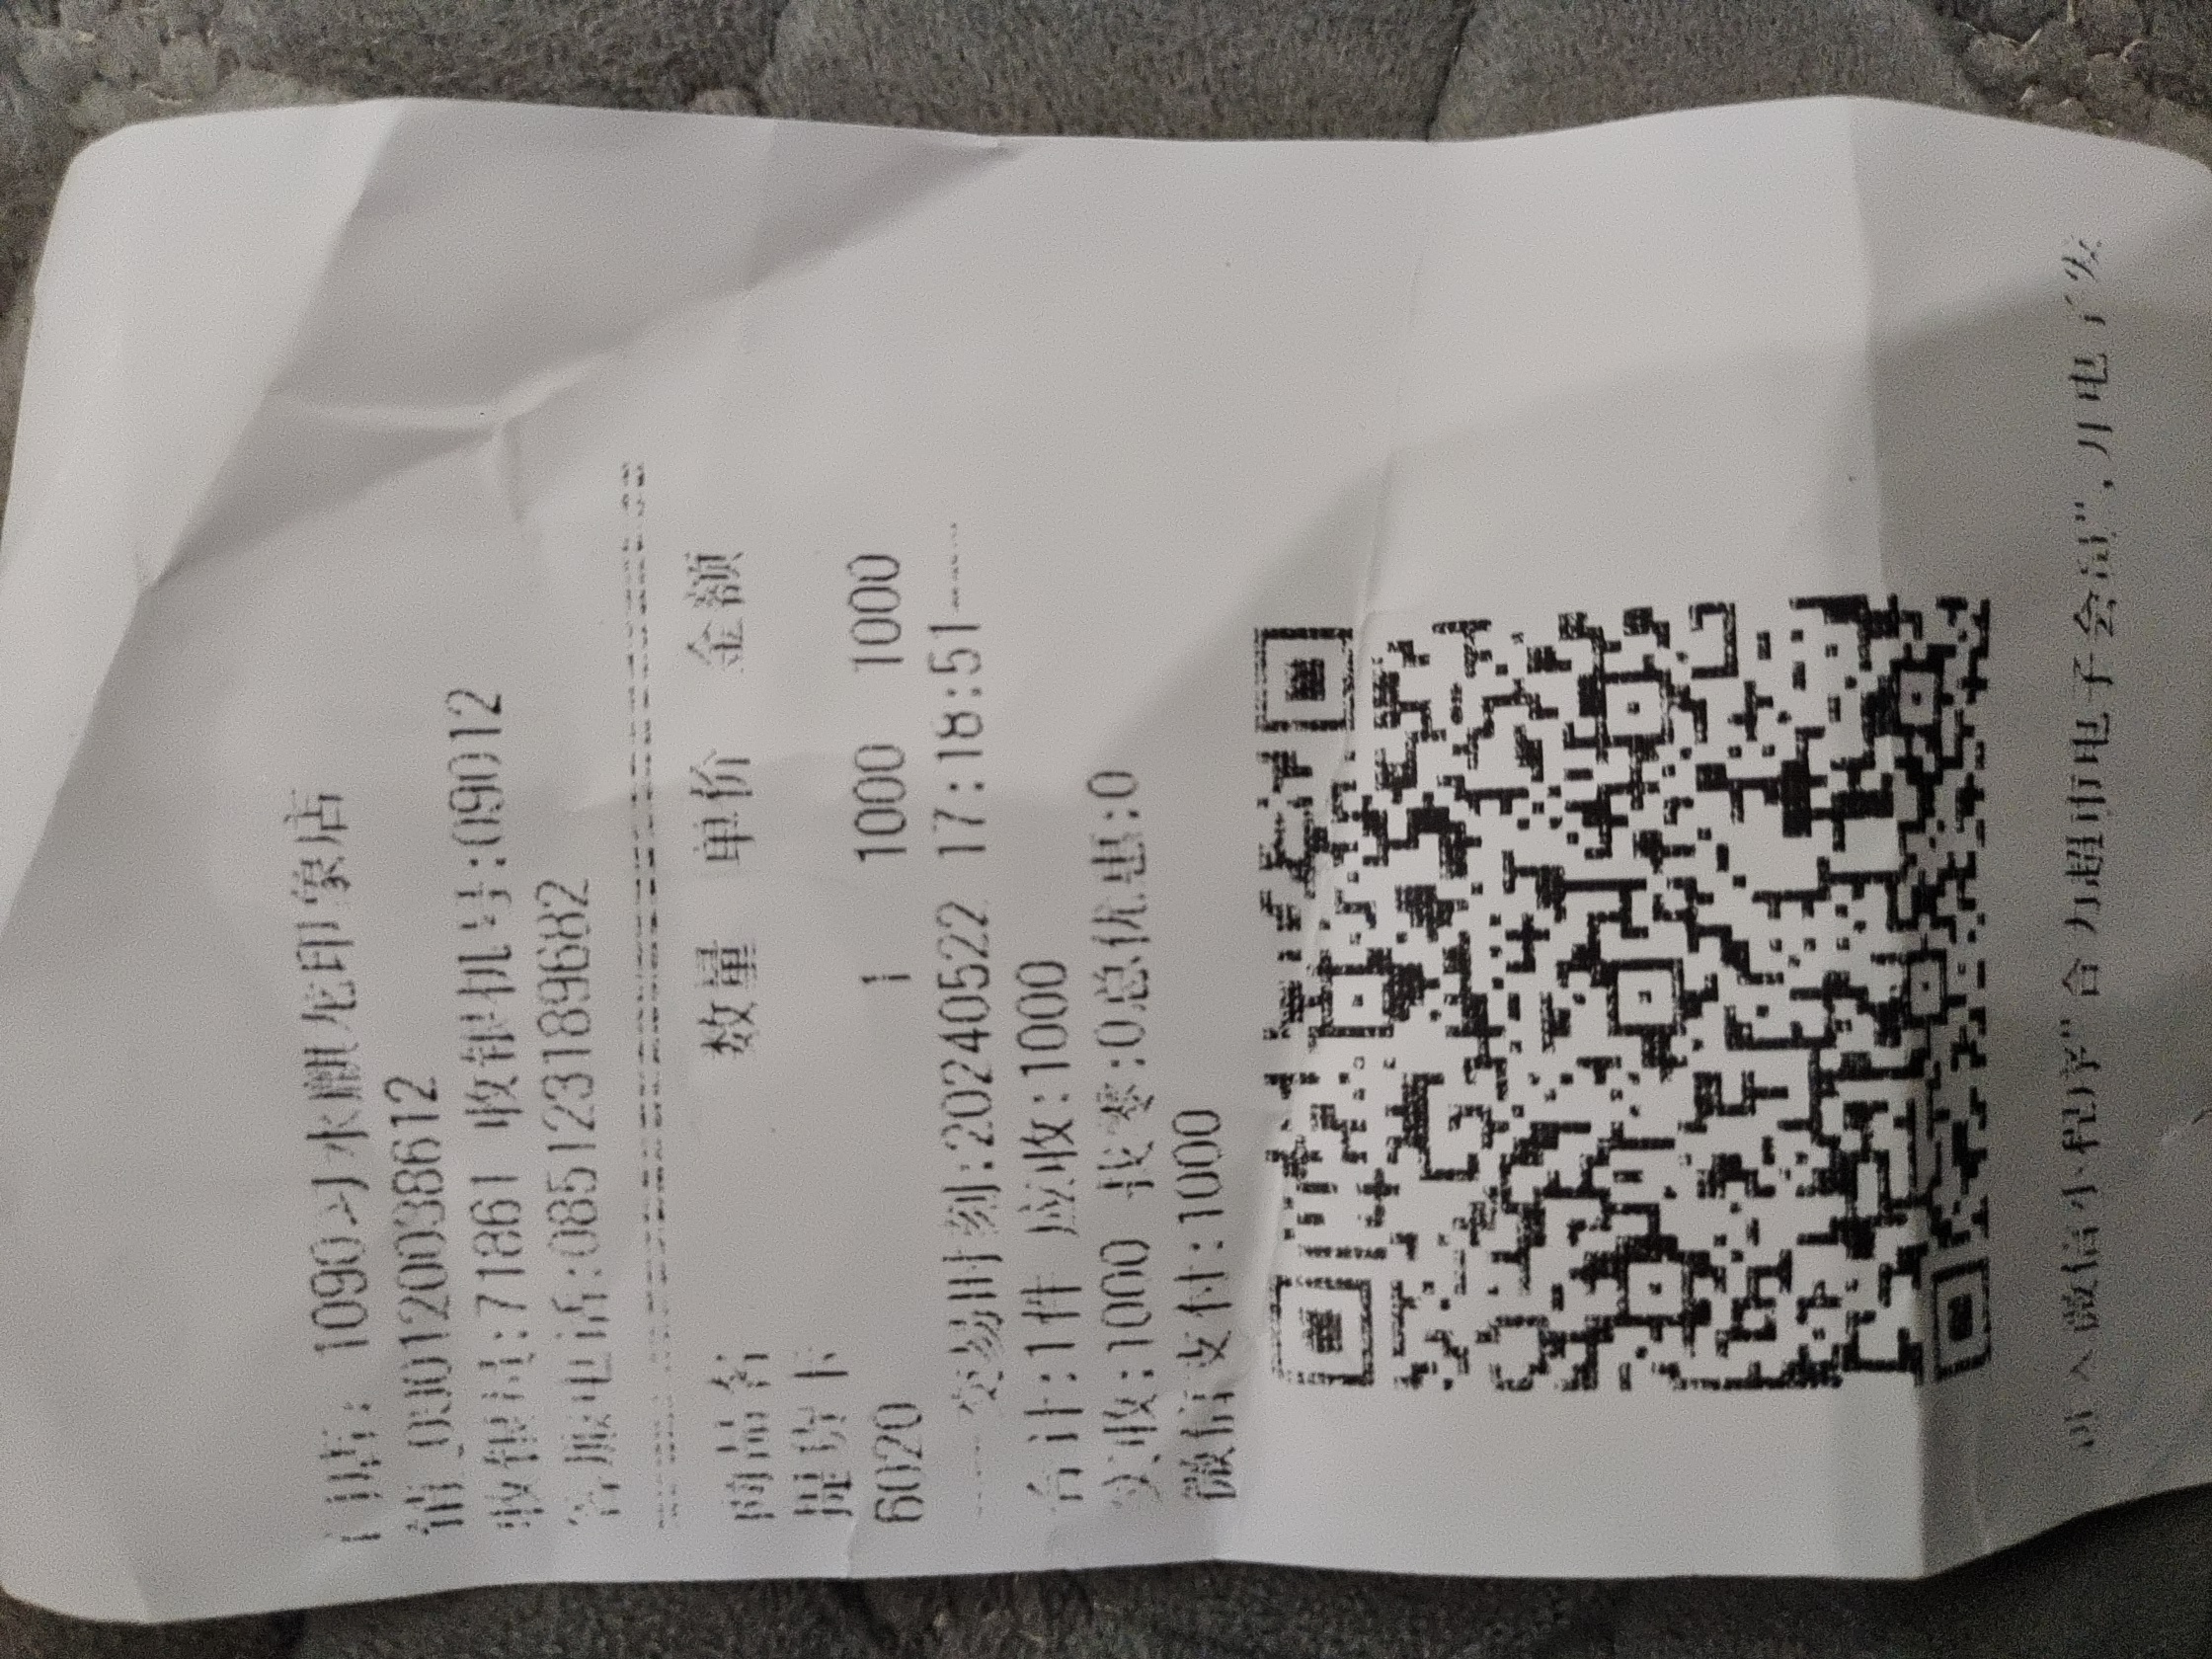 门店: 1090习水麒龙印象店
销_090120038612
收银员:71861 收银机号:09012
客服电话:085123189682
商品名 数量 单价 金额
提货卡
6020 1 1000 1000
----交易时刻:20240522 17:18:51----
合计:1件 应收:1000
实收:1000 找零:0总优惠:0
微信支付:1000
进入微信小程序"合力超市电子会员",开电子发